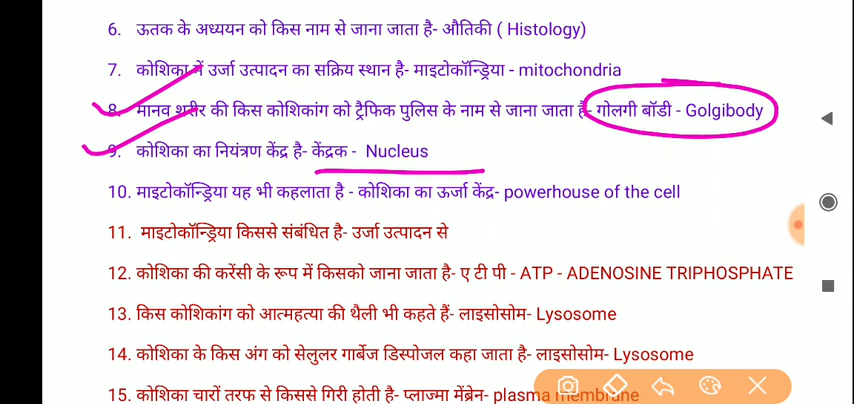 6. ऊतक के अध्ययन को किस नाम से जाना जाता है- औतिकी ( Histology)
7. कोशिका में उर्जा उत्पादन का सक्रिय स्थान है- माइटोकॉन्ड्रिया - mitochondria
8. मानव शरीर की किस कोशिकांग को ट्रैफिक पुलिस के नाम से जाना जाता है- गोलगी बॉडी - Golgibody
9. कोशिका का नियंत्रण केंद्र है- केंद्रक - Nucleus
10. माइटोकॉन्ड्रिया यह भी कहलाता है - कोशिका का ऊर्जा केंद्र- powerhouse of the cell
11. माइटोकॉन्ड्रिया किससे संबंधित है- उर्जा उत्पादन से
12. कोशिका की करेंसी के रूप में किसको जाना जाता है- ए टी पी - ATP - ADENOSINE TRIPHOSPHATE
13. किस कोशिकांग को आत्महत्या की थैली भी कहते हैं- लाइसोसोम- Lysosome
14. कोशिका के किस अंग को सेलुलर गार्बेज डिस्पोजल कहा जाता है- लाइसोसोम- Lysosome
15. कोशिका चारों तरफ से किससे गिरी होती है- प्लाज्मा मेंब्रेन- plasma membrane